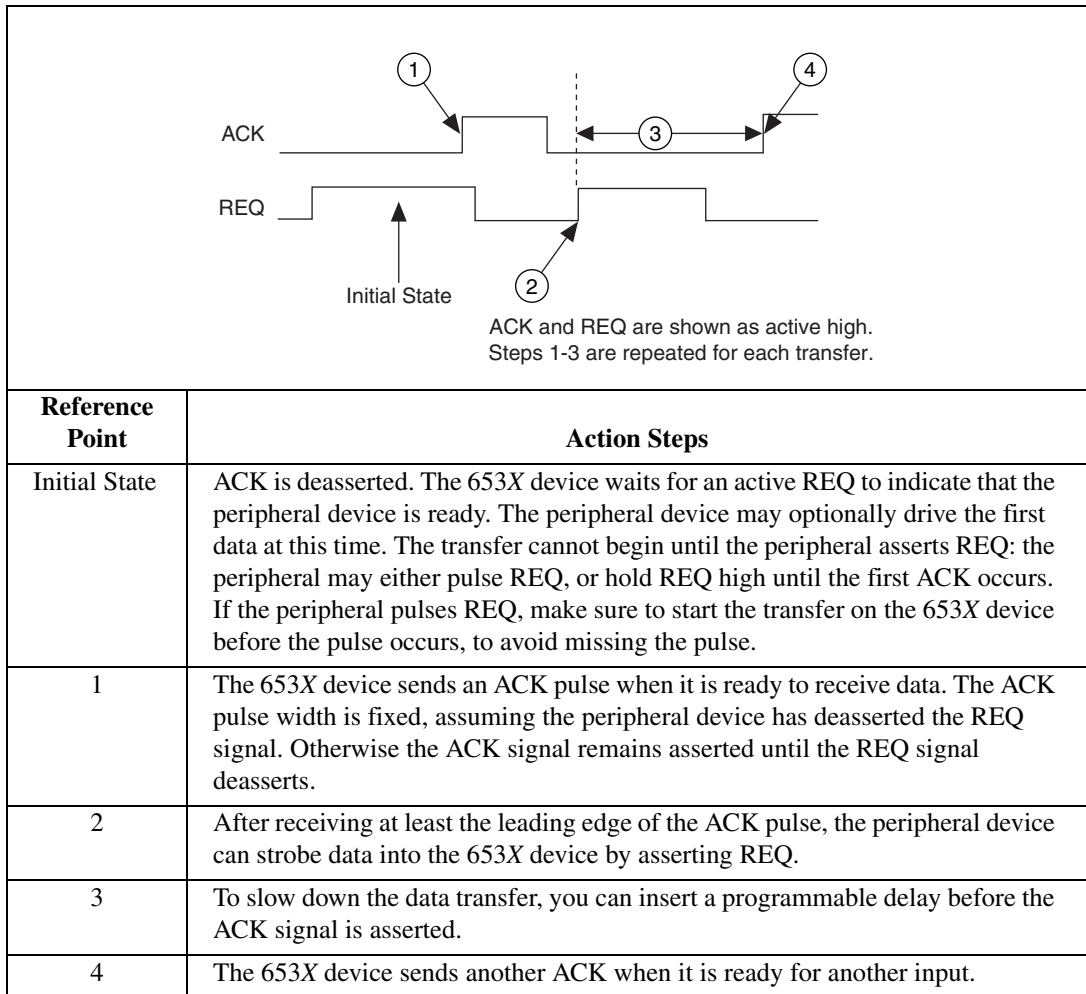 1
4
ACK
3
REQ
Initial State
2
ACK and REQ are shown as active high.
Steps 1-3 are repeated for each transfer.
Reference
Point
Action Steps
Initial State
ACK is deasserted. The 653X device waits for an active REQ to indicate that the
peripheral device is ready. The peripheral device may optionally drive the first
data at this time. The transfer cannot begin until the peripheral asserts REQ: the
peripheral may either pulse REQ, or hold REQ high until the first ACK occurs.
If the peripheral pulses REQ, make sure to start the transfer on the 653X device
before the pulse occurs, to avoid missing the pulse.
1
The 653X device sends an ACK pulse when it is ready to receive data. The ACK
pulse width is fixed, assuming the peripheral device has deasserted the REQ
signal. Otherwise the ACK signal remains asserted until the REQ signal
deasserts.
2
After receiving at least the leading edge of the ACK pulse, the peripheral device
can strobe data into the 653X device by asserting REQ.
3
To slow down the data transfer, you can insert a programmable delay before the
ACK signal is asserted.
4
The 653X device sends another ACK when it is ready for another input.